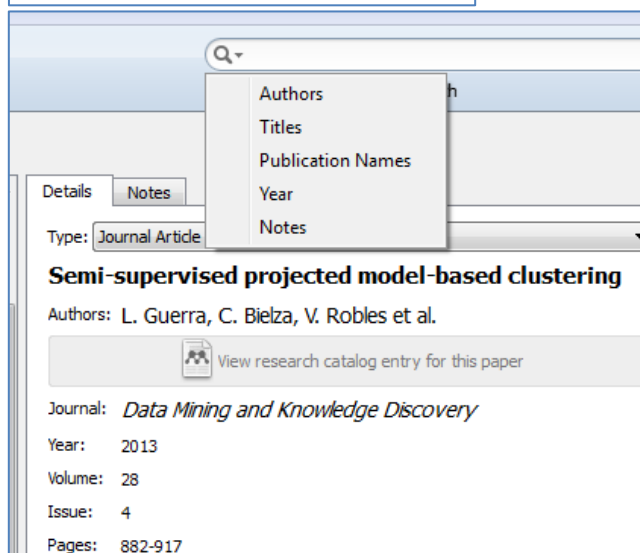 Authors
h
Titles
Publication Names
Year
Notes
Details Notes
Type: Journal Article
Semi-supervised projected model-based clustering
Authors: L. Guerra, C. Bielza, V. Robles et al.
View research catalog entry for this paper
Journal: Data Mining and Knowledge Discovery
Year: 2013
Volume: 28
Issue: 4
Pages: 882-917